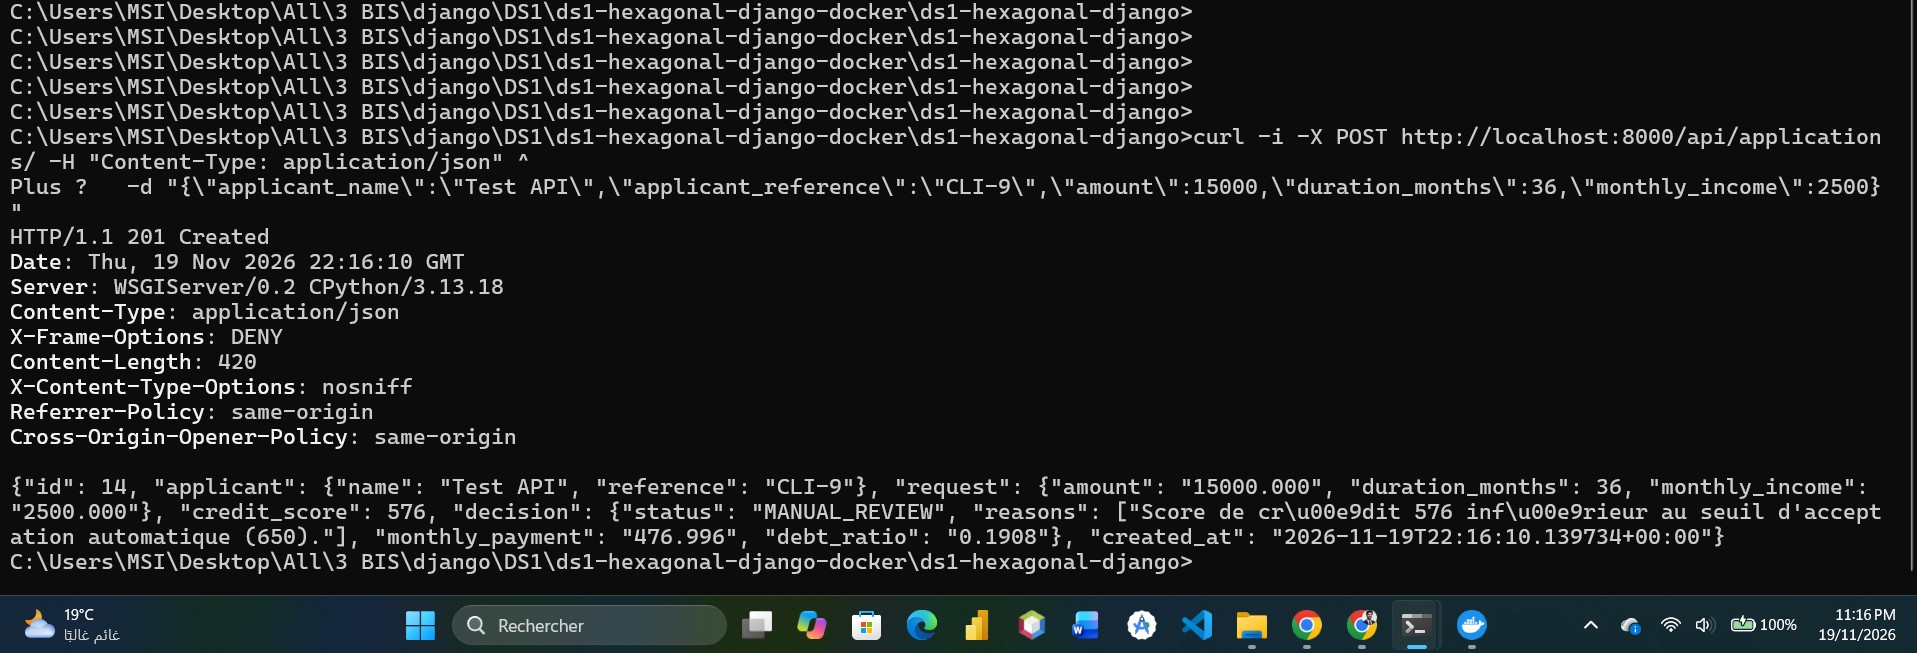 C:\Users\MSI\Desktop\All\3 BIS\django\DS1\ds1-hexagonal-django-docker\ds1-hexagonal-django>
C:\Users\MSI\Desktop\All\3 BIS\django\DS1\ds1-hexagonal-django-docker\ds1-hexagonal-django>
C:\Users\MSI\Desktop\All\3 BIS\django\DS1\ds1-hexagonal-django-docker\ds1-hexagonal-django>
C:\Users\MSI\Desktop\All\3 BIS\django\DS1\ds1-hexagonal-django-docker\ds1-hexagonal-django>
C:\Users\MSI\Desktop\All\3 BIS\django\DS1\ds1-hexagonal-django-docker\ds1-hexagonal-django>
C:\Users\MSI\Desktop\All\3 BIS\django\DS1\ds1-hexagonal-django-docker\ds1-hexagonal-django>curl -i -X POST http://localhost:8000/api/application
s/ -H "Content-Type: application/json" ^
Plus ?   -d "{\"applicant_name\":\"Test API\",\"applicant_reference\":\"CLI-9\",\"amount\":15000,\"duration_months\":36,\"monthly_income\":2500}
"
HTTP/1.1 201 Created
Date: Thu, 19 Nov 2026 22:16:10 GMT
Server: WSGIServer/0.2 CPython/3.13.18
Content-Type: application/json
X-Frame-Options: DENY
Content-Length: 420
X-Content-Type-Options: nosniff
Referrer-Policy: same-origin
Cross-Origin-Opener-Policy: same-origin

{"id": 14, "applicant": {"name": "Test API", "reference": "CLI-9"}, "request": {"amount": "15000.000", "duration_months": 36, "monthly_income":
"2500.000"}, "credit_score": 576, "decision": {"status": "MANUAL_REVIEW", "reasons": ["Score de cr\u00e9dit 576 inf\u00e9rieur au seuil d'accept
ation automatique (650)."], "monthly_payment": "476.996", "debt_ratio": "0.1908"}, "created_at": "2026-11-19T22:16:10.139734+00:00"}
C:\Users\MSI\Desktop\All\3 BIS\django\DS1\ds1-hexagonal-django-docker\ds1-hexagonal-django>
19°C
غائم غالبًا
Rechercher
100%
11:16 PM
19/11/2026